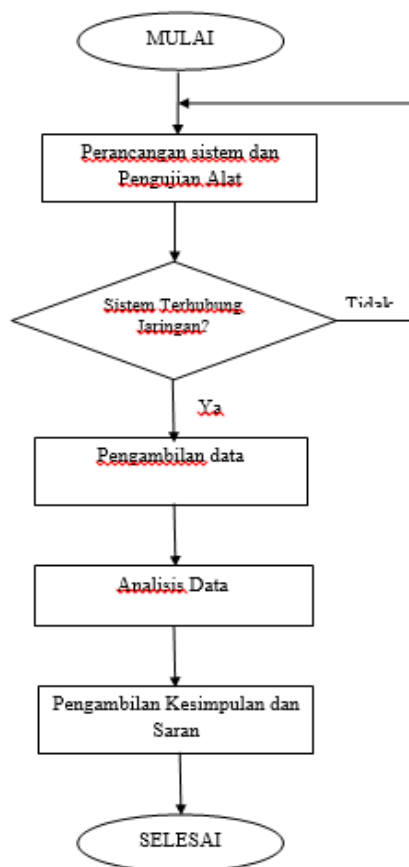 MULAI
Perancangan sistem dan
Pengujian Alat
Sistem Terhubung
Jaringan?
Tidak
Ya
Pengambilan data
Analisis Data
Pengambilan Kesimpulan dan
Saran
SELESAI